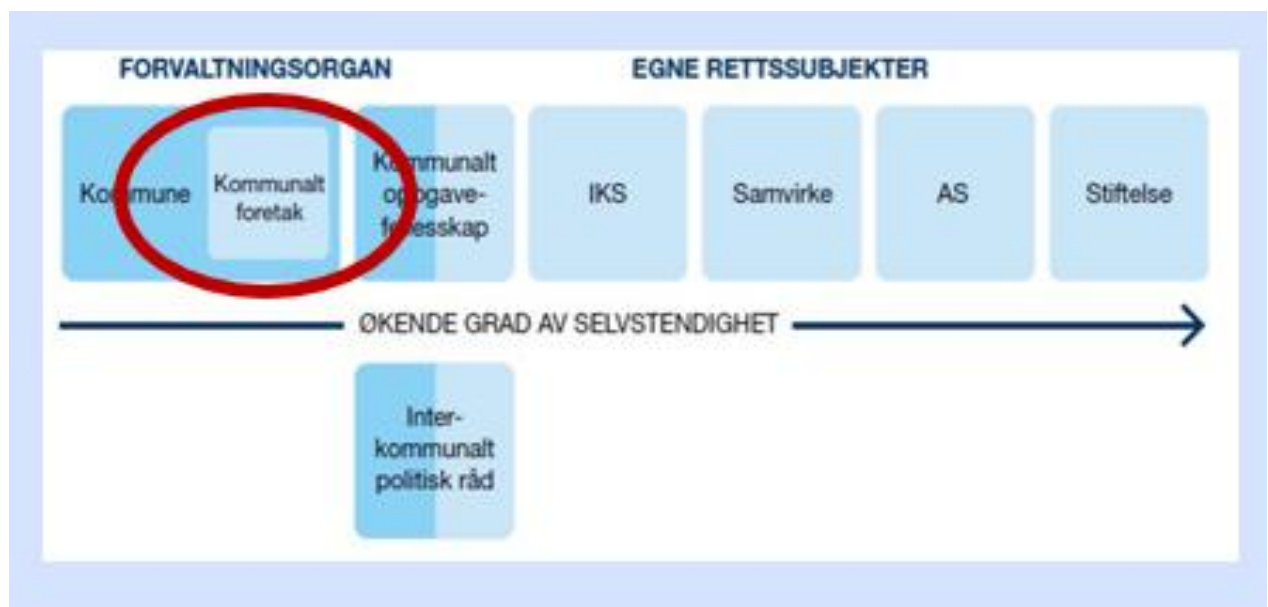 FORVALTNINGSORGAN
EGNE RETTSSUBJEKTER
Kommune
Kommunalt
foretak
Kommunalt
oppgave-
fellesskap
IKS
Samvirke
AS
Stiftelse
ØKENDE GRAD AV SELVSTENDIGHET
Inter-
kommunalt
politisk råd